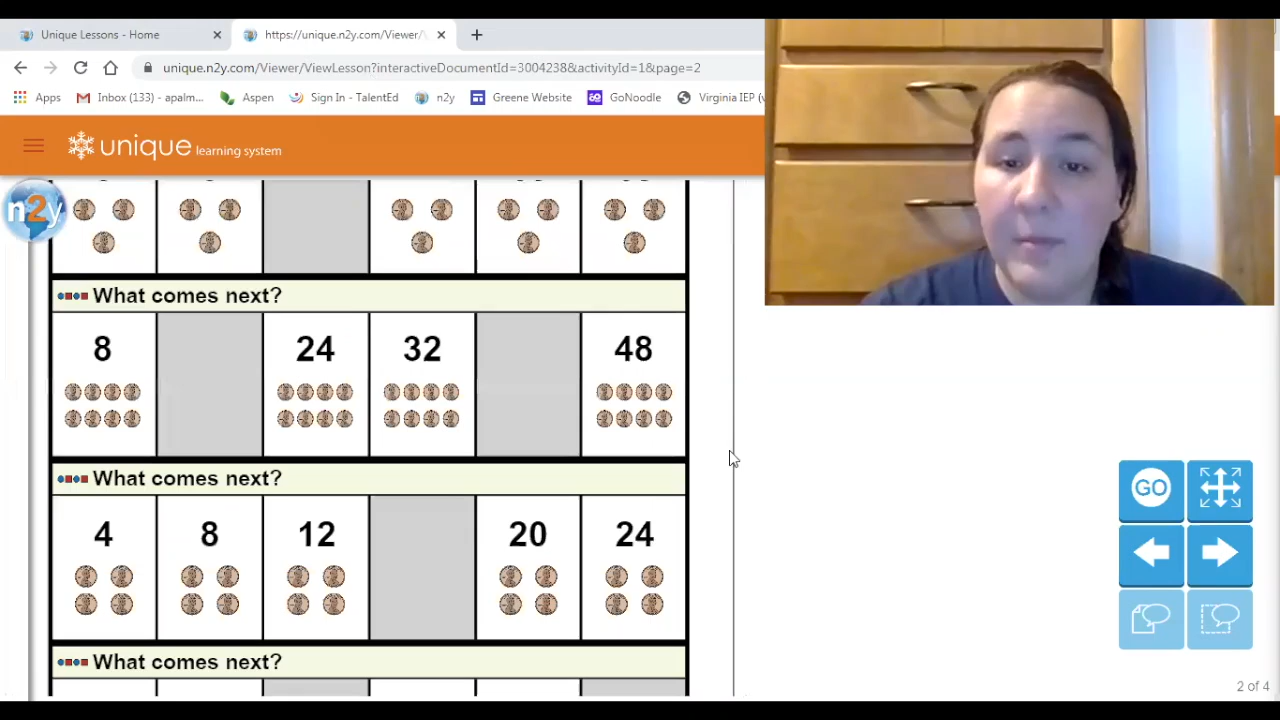 Unique Lessons - Home
https://unique.n2y.com/Viewer/
unique.n2y.com/Viewer/ViewLesson?interactiveDocumentId=3004238&activityId=1&page=2
Apps Inbox (133) - apalm... Aspen Sign In - TalentEd n2y Greene Website GoNoodle Virginia IEP
unique learning system
n2y
What comes next?
8 24 32 48
What comes next?
4 8 12 20 24
What comes next?
GO
2 of 4